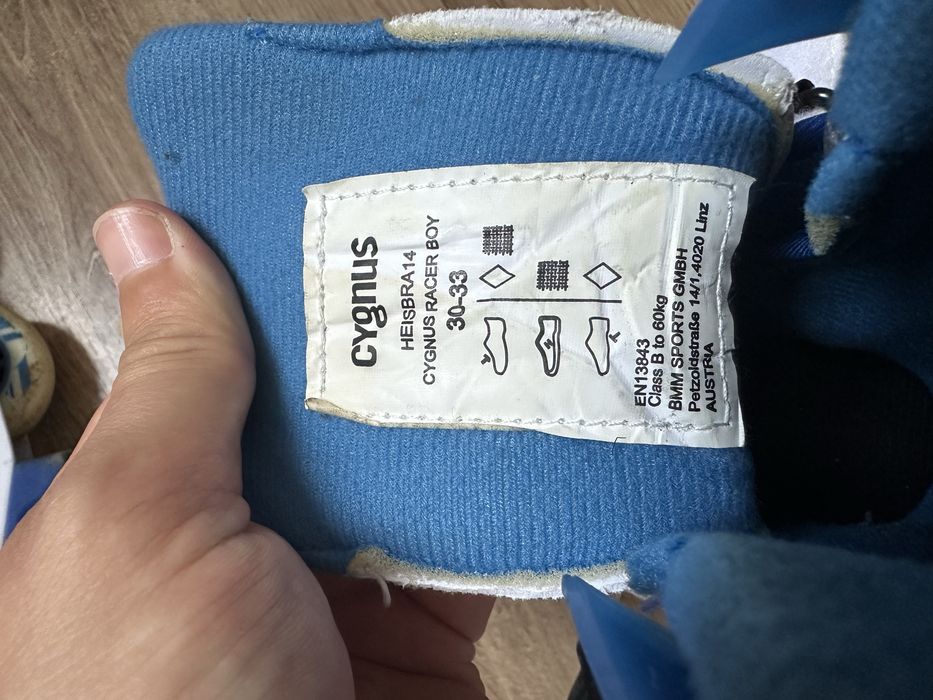 Cygnus
HEISBRA14
CYGNUS RACER BOY
30-33
EN13843
Class B to 60kg
BMM SPORTS GMBH
Petzoldstraße 14/1,4020 Linz
AUSTRIA